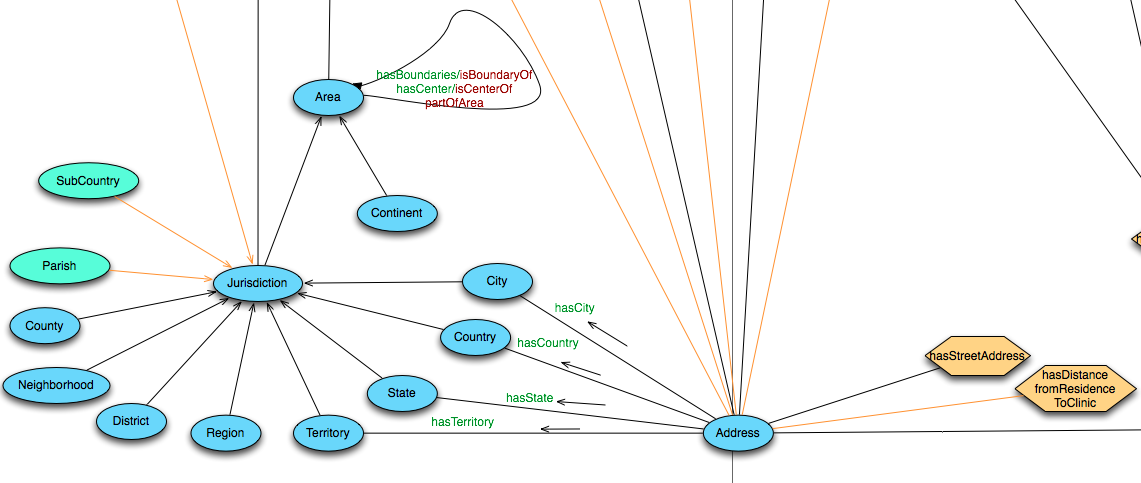 hasBoundaries/isBoundaryOf
hasCenter/isCenterOf
partOfArea
Area
SubCountry
Continent
Parish
Jurisdiction
City
hasCity
County
Country
hasCountry
hasStreetAddress
Neighborhood
State
hasState
hasDistance
fromResidence
ToClinic
District
Region
Territory
hasTerritory
Address